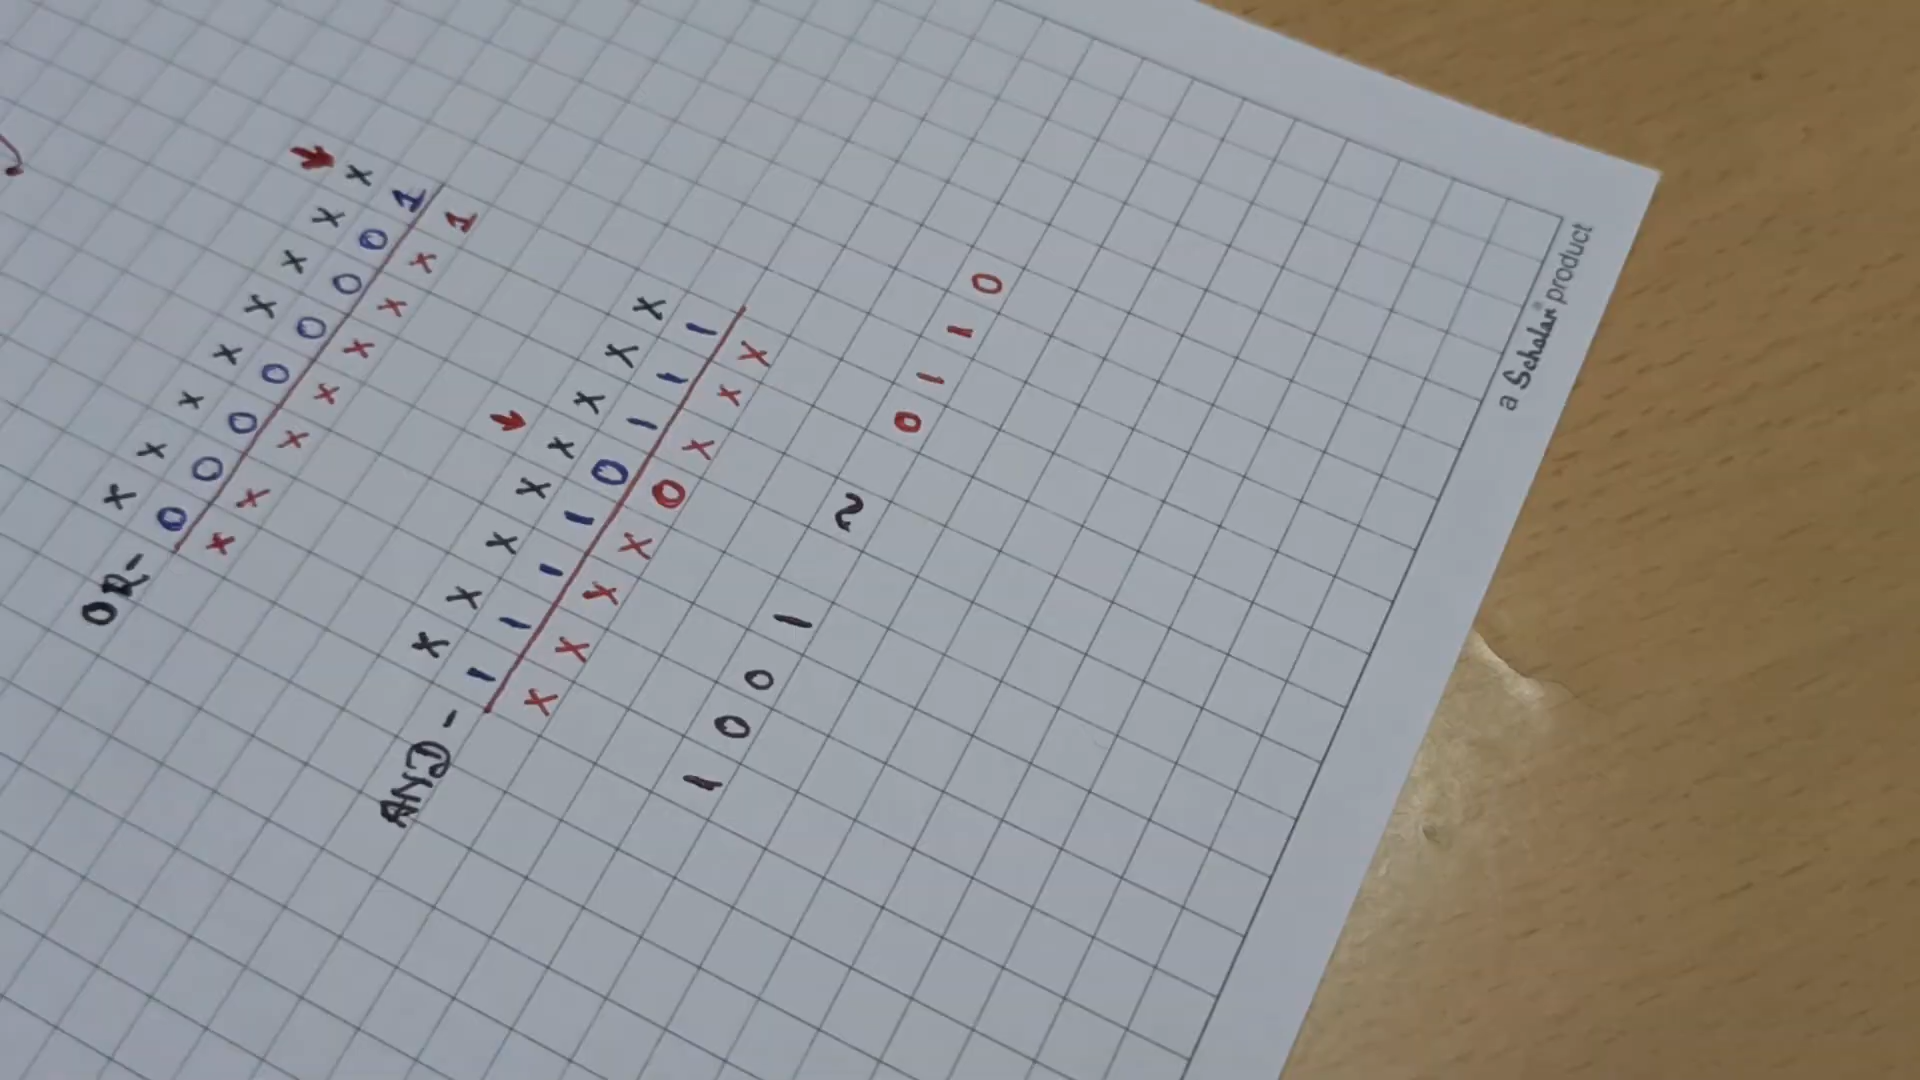 x x x x x x x x
OR - 0 0 0 0 0 0 0 1
x x x x x x x 1
x x x x x x x x
AND - 1 1 1 1 0 1 1 1
x x x x 0 x x x
1 0 0 1 ~ 0 1 1 0
a Scholar product